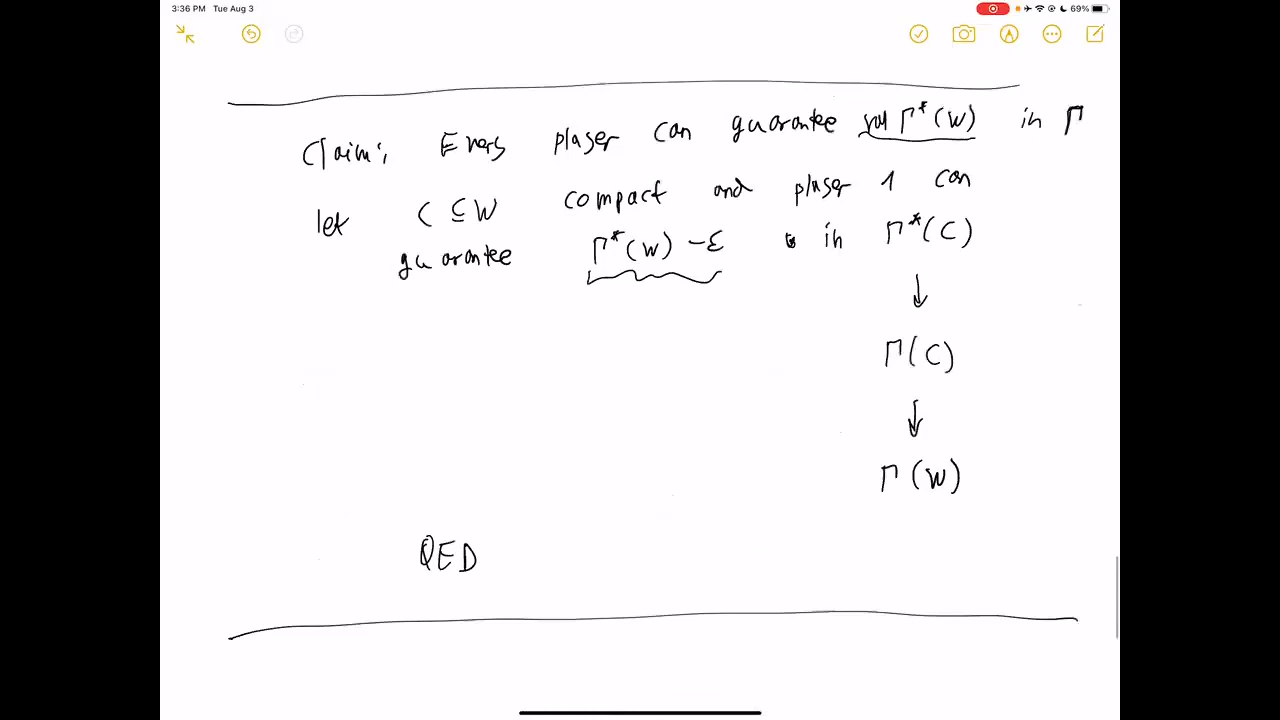 3:36 PM Tue Aug 3
69%
Claim: Every player can guarantee val Γ*(W) in Γ
let C ⊆ W compact and player 1 can
guarantee Γ*(W) - ε in Γ*(C)
↓
Γ(C)
↓
Γ(W)
QED